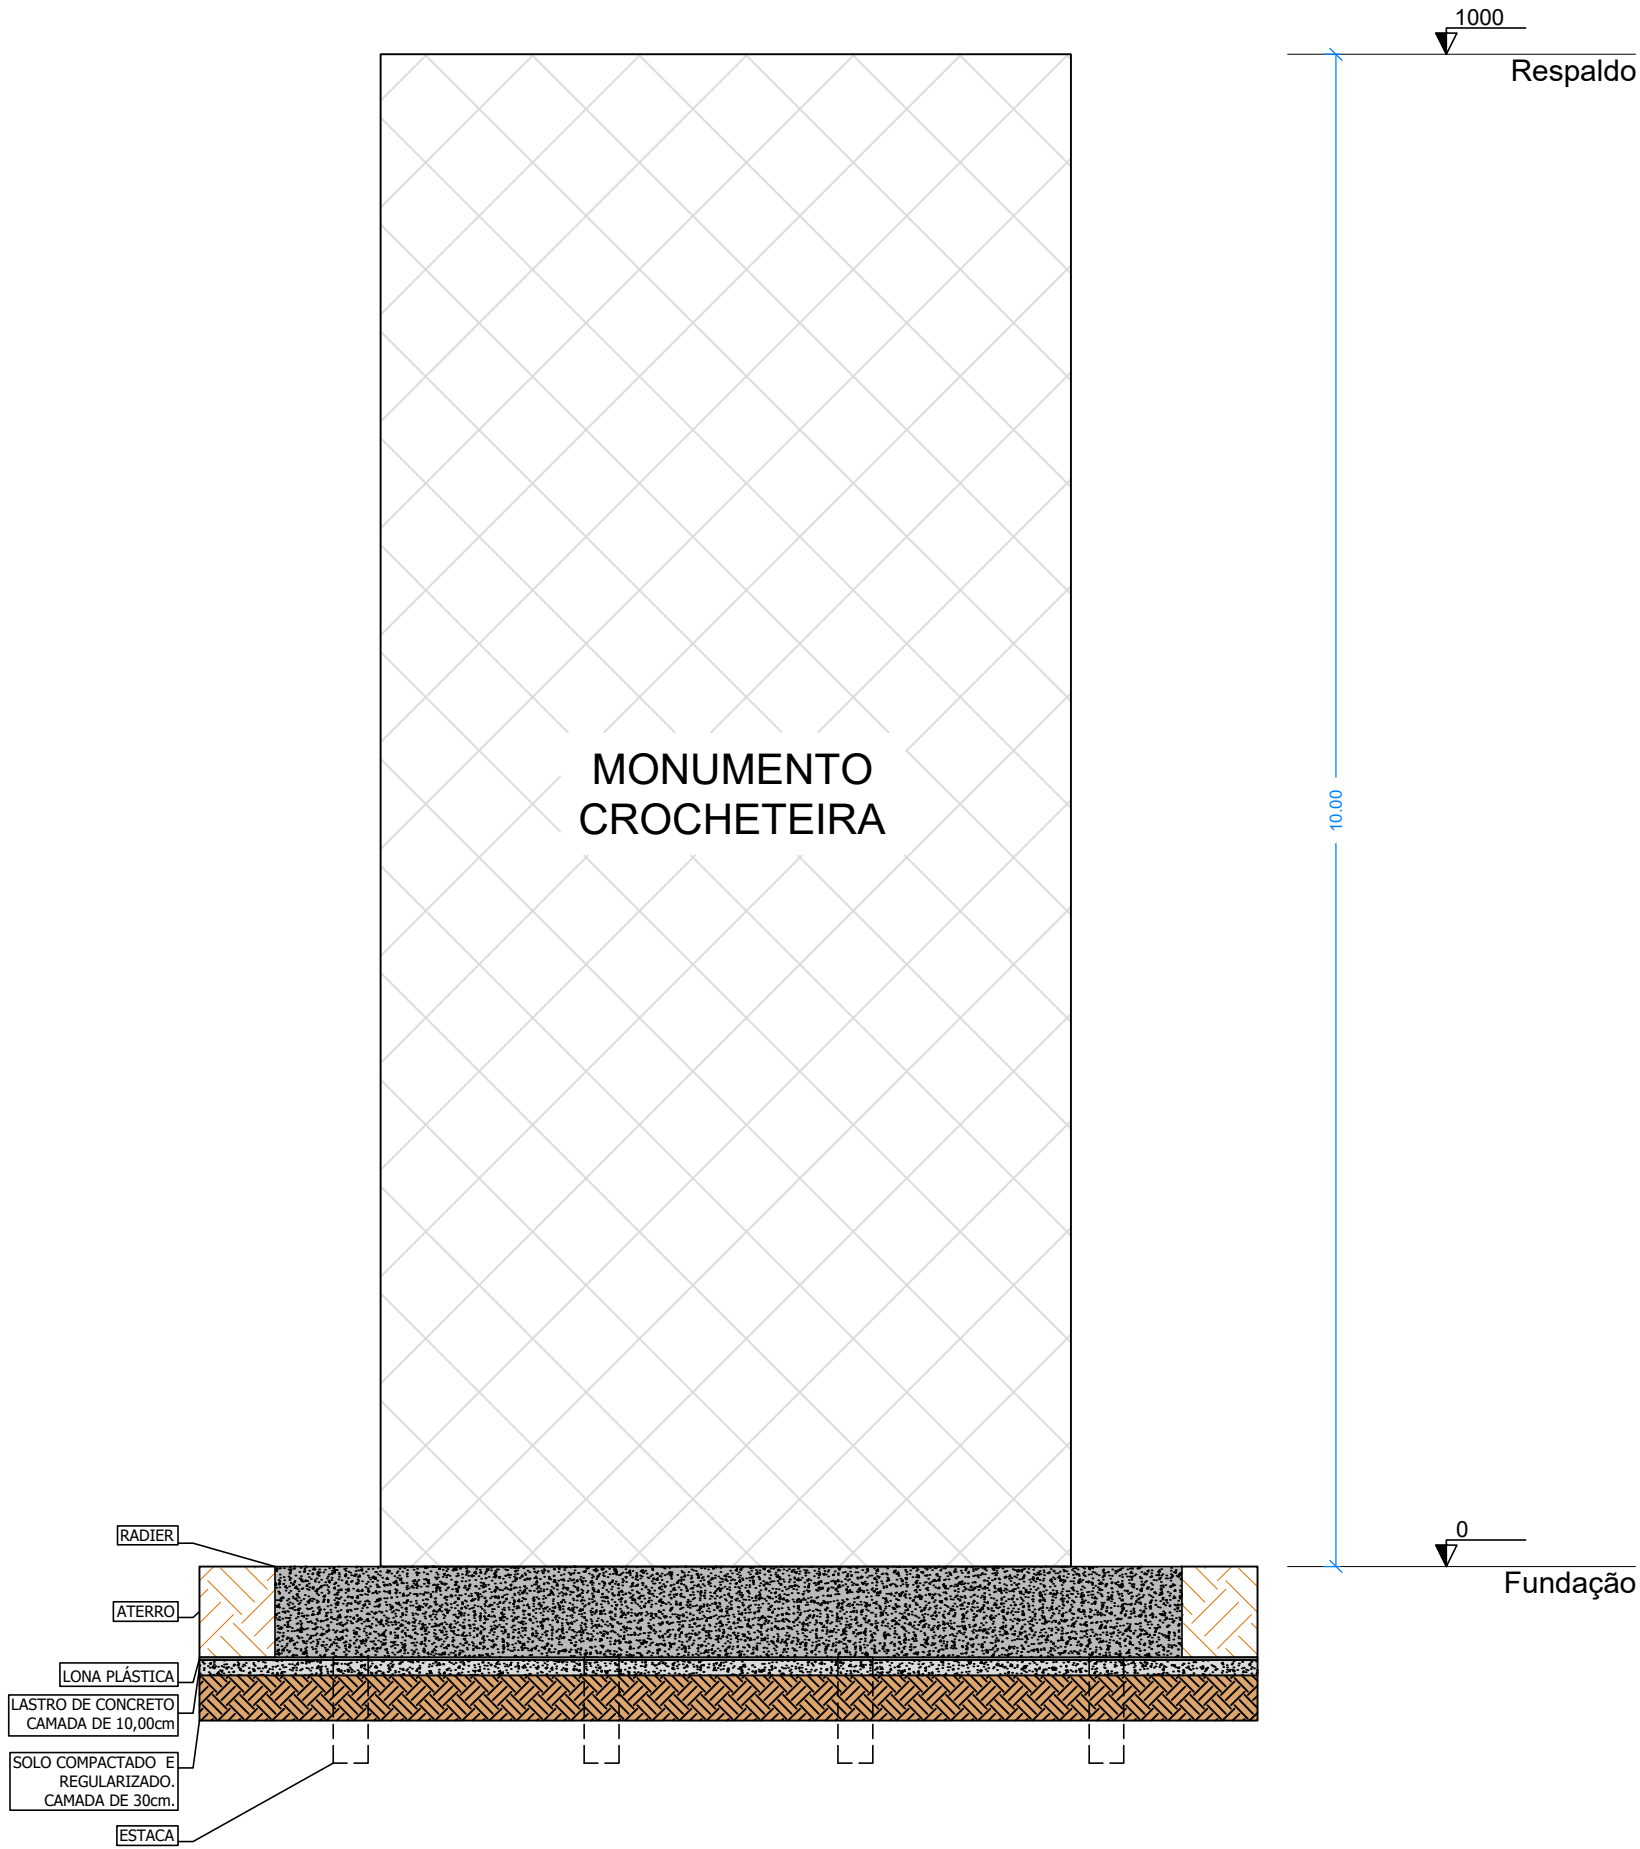 1000
Respaldo
MONUMENTO
CROCHETEIRA
10.00
RADIER
0
Fundação
ATERRO
LONA PLÁSTICA
LASTRO DE CONCRETO
CAMADA DE 10,00cm
SOLO COMPACTADO E
REGULARIZADO.
CAMADA DE 30cm.
ESTACA